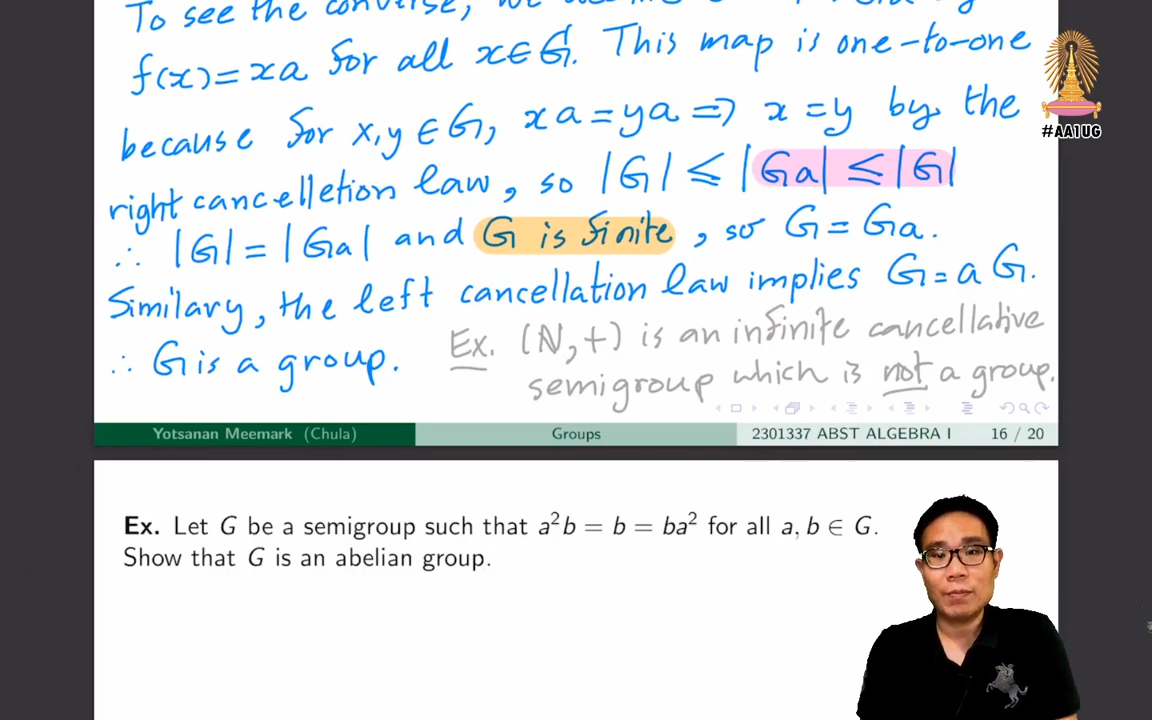 To see the converse, we
f(x)=xa for all x∈G. This map is one-to-one
because for x,y ∈ G, xa=ya ⇒ x=y by the
right cancelletion law, so |G| ≤ |Ga| ≤ |G|
∴ |G| = |Ga| and G is finite, so G = Ga.
Similary, the left cancellation law implies G = aG.
∴ G is a group.
Ex. (N,+) is an infinite cancellative
semigroup which is not a group.
#AA1UG
Yotsanan Meemark (Chula) Groups 2301337 ABST ALGEBRA I 16 / 20
Ex. Let G be a semigroup such that a²b = b = ba² for all a, b ∈ G.
Show that G is an abelian group.